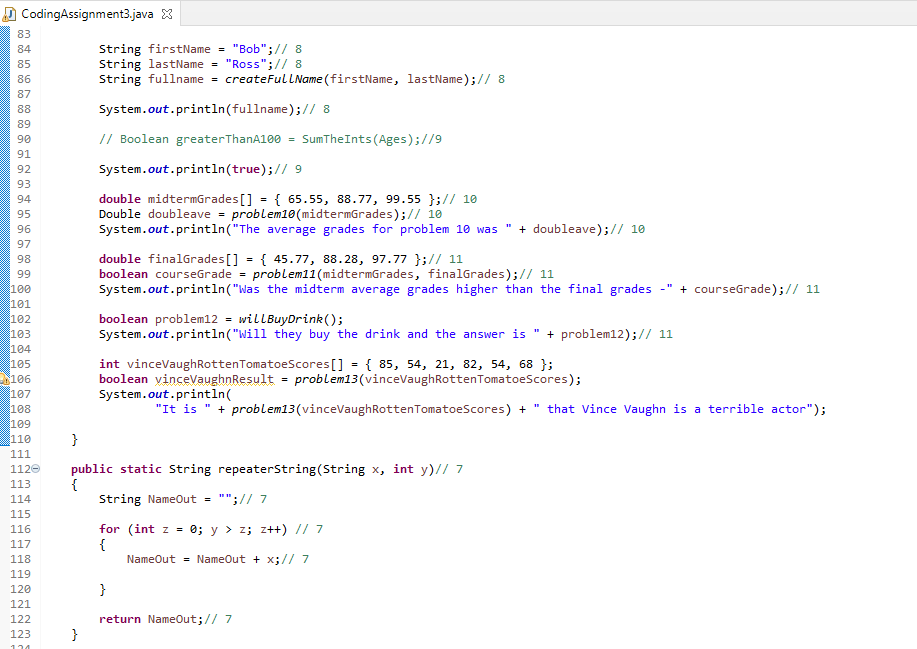 CodingAssignment3.java
83
84 String firstName = "Bob";// 8
85 String lastName = "Ross";// 8
86 String fullname = createFullName(firstName, lastName);// 8
87
88 System.out.println(fullname);// 8
89
90 // Boolean greaterThanA100 = SumTheInts(Ages);//9
91
92 System.out.println(true);// 9
93
94 double midtermGrades[] = { 65.55, 88.77, 99.55 };// 10
95 Double doubleave = problem10(midtermGrades);// 10
96 System.out.println("The average grades for problem 10 was " + doubleave);// 10
97
98 double finalGrades[] = { 45.77, 88.28, 97.77 };// 11
99 boolean courseGrade = problem11(midtermGrades, finalGrades);// 11
100 System.out.println("Was the midterm average grades higher than the final grades -" + courseGrade);// 11
101
102 boolean problem12 = willBuyDrink();
103 System.out.println("Will they buy the drink and the answer is " + problem12);// 11
104
105 int vinceVaughRottenTomatoeScores[] = { 85, 54, 21, 82, 54, 68 };
106 boolean vinceVaughnResult = problem13(vinceVaughRottenTomatoeScores);
107 System.out.println(
108 "It is " + problem13(vinceVaughRottenTomatoeScores) + " that Vince Vaughn is a terrible actor");
109
110 }
111
112 public static String repeaterString(String x, int y)// 7
113 {
114 String NameOut = "";// 7
115
116 for (int z = 0; y > z; z++) // 7
117 {
118 NameOut = NameOut + x;// 7
119
120 }
121
122 return NameOut;// 7
123 }
124